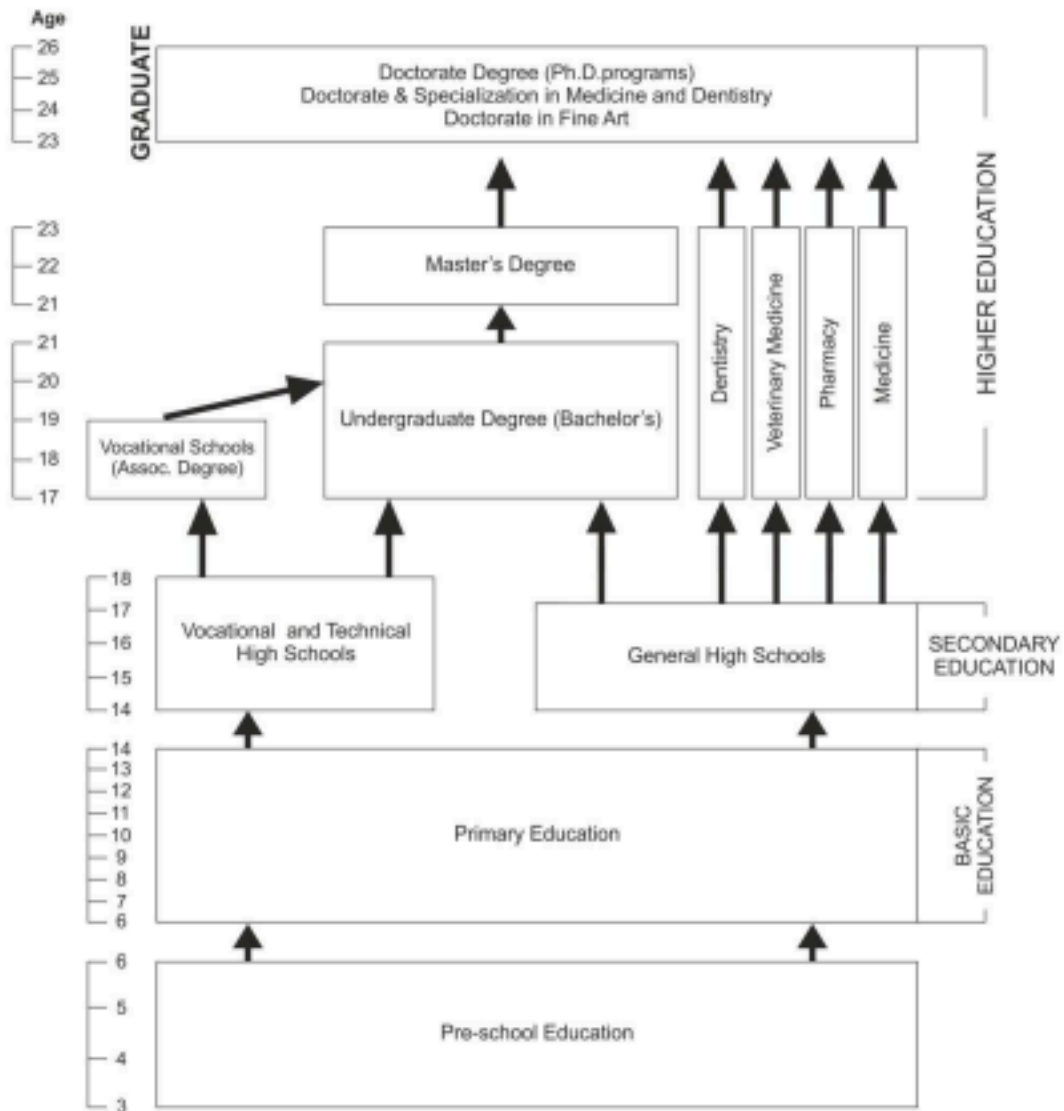 Age
GRADUATE
26
25
24
23
Doctorate Degree (Ph.D.programs)
Doctorate & Specialization in Medicine and Dentistry
Doctorate in Fine Art
HIGHER EDUCATION
23
22
21
Master's Degree
21
20
19
18
17
Undergraduate Degree (Bachelor's)
Vocational Schools
(Assoc. Degree)
Dentistry
Veterinary Medicine
Pharmacy
Medicine
18
17
16
15
14
Vocational and Technical
High Schools
General High Schools
SECONDARY
EDUCATION
14
13
12
11
10
9
8
7
6
Primary Education
BASIC
EDUCATION
6
5
4
3
Pre-school Education